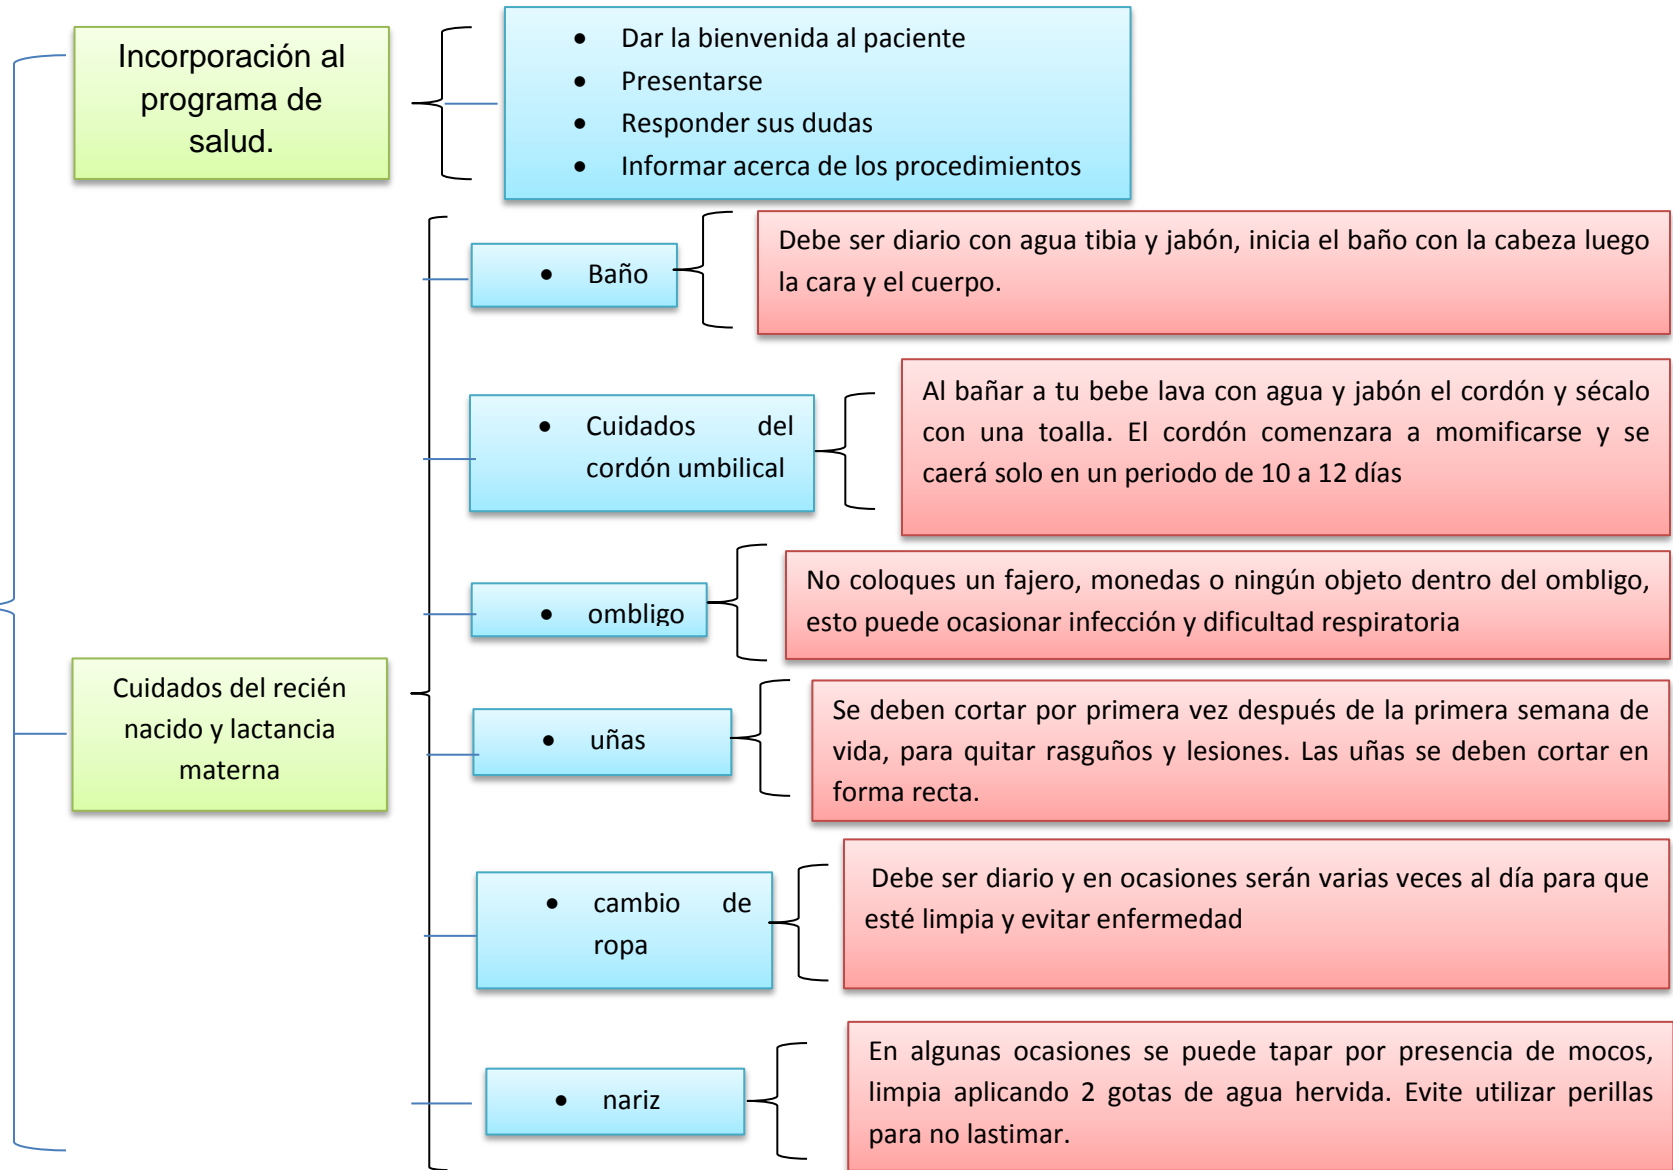 Incorporación al
programa de
salud.
• Dar la bienvenida al paciente
• Presentarse
• Responder sus dudas
• Informar acerca de los procedimientos
Cuidados del recién
nacido y lactancia
materna
• Baño
Debe ser diario con agua tibia y jabón, inicia el baño con la cabeza luego
la cara y el cuerpo.
• Cuidados del
cordón umbilical
Al bañar a tu bebe lava con agua y jabón el cordón y sécalo
con una toalla. El cordón comenzara a momificarse y se
caerá solo en un periodo de 10 a 12 días
• ombligo
No coloques un fajero, monedas o ningún objeto dentro del ombligo,
esto puede ocasionar infección y dificultad respiratoria
• uñas
Se deben cortar por primera vez después de la primera semana de
vida, para quitar rasguños y lesiones. Las uñas se deben cortar en
forma recta.
• cambio de
ropa
Debe ser diario y en ocasiones serán varias veces al día para que
esté limpia y evitar enfermedad
• nariz
En algunas ocasiones se puede tapar por presencia de mocos,
limpia aplicando 2 gotas de agua hervida. Evite utilizar perillas
para no lastimar.